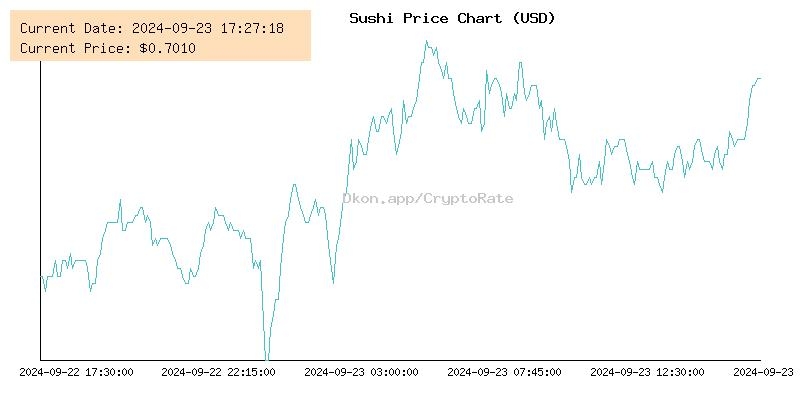 Sushi Price Chart (USD)
Current Date: 2024-09-23 17:27:18
Current Price: $0.7010
Dkon.app/CryptoRate
2024-09-22 17:30:00
2024-09-22 22:15:00
2024-09-23 03:00:00
2024-09-23 07:45:00
2024-09-23 12:30:00
2024-09-23